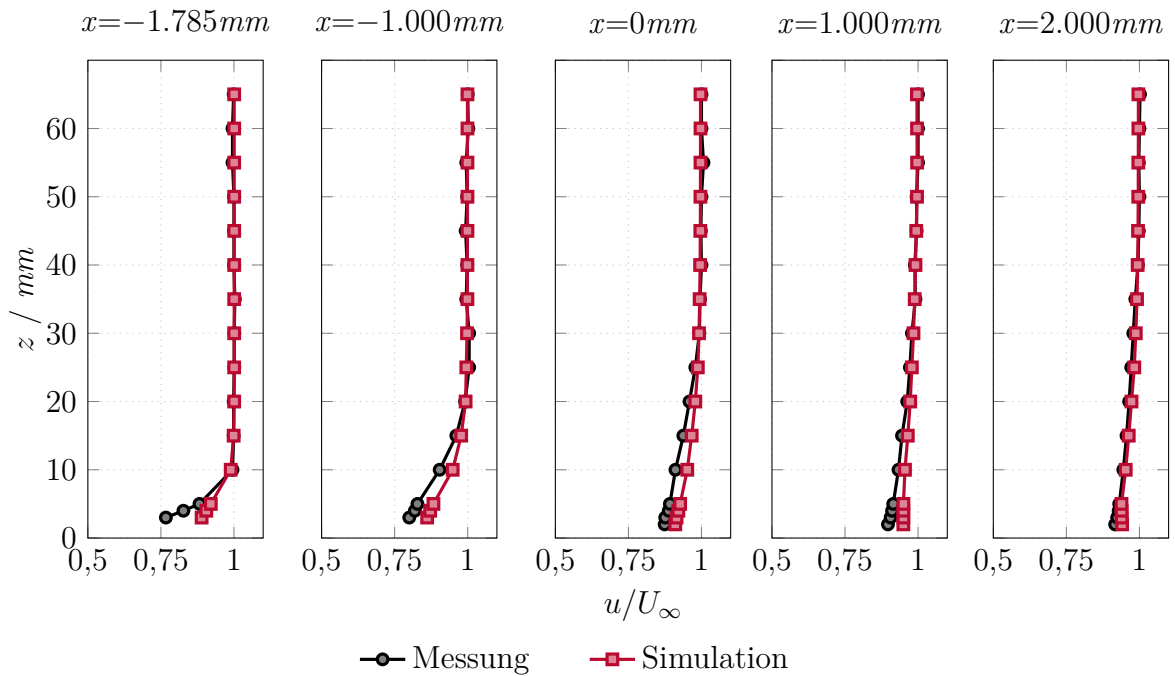 x=−1.785mm x=−1.000mm x=0mm x=1.000mm x=2.000mm
60
50
40
30
20
10
0
z / mm
0,5 0,75 1 0,5 0,75 1 0,5 0,75 1 0,5 0,75 1 0,5 0,75 1
u/U∞
Messung Simulation